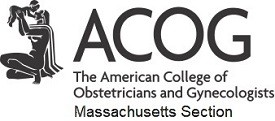 ACOG
The American College of
Obstetricians and Gynecologists
Massachusetts Section